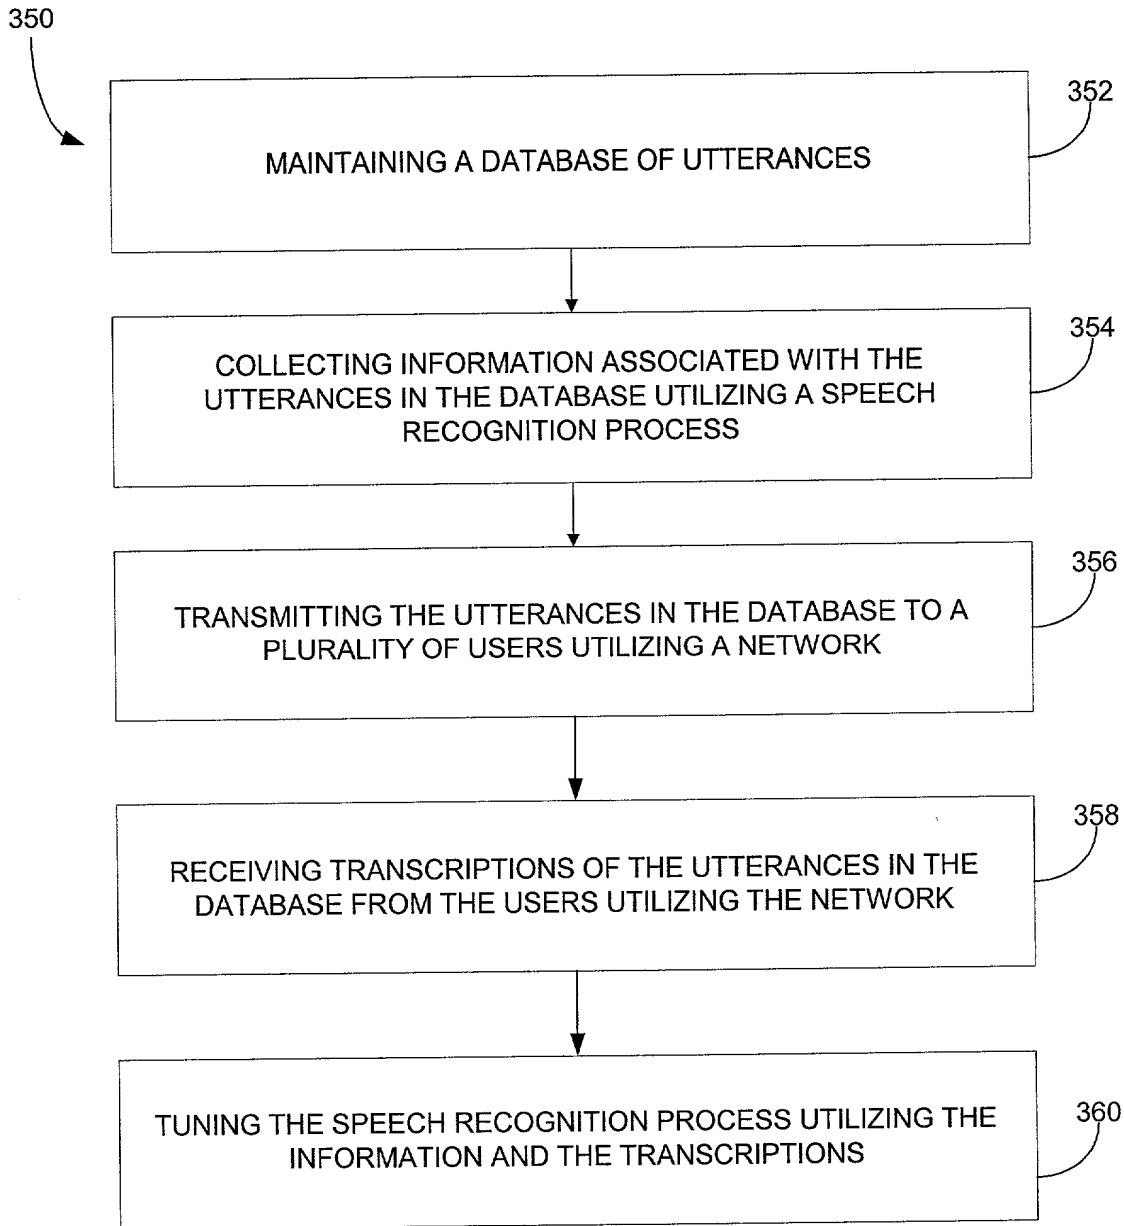 350
352
MAINTAINING A DATABASE OF UTTERANCES
354
COLLECTING INFORMATION ASSOCIATED WITH THE
UTTERANCES IN THE DATABASE UTILIZING A SPEECH
RECOGNITION PROCESS
356
TRANSMITTING THE UTTERANCES IN THE DATABASE TO A
PLURALITY OF USERS UTILIZING A NETWORK
358
RECEIVING TRANSCRIPTIONS OF THE UTTERANCES IN THE
DATABASE FROM THE USERS UTILIZING THE NETWORK
360
TUNING THE SPEECH RECOGNITION PROCESS UTILIZING THE
INFORMATION AND THE TRANSCRIPTIONS